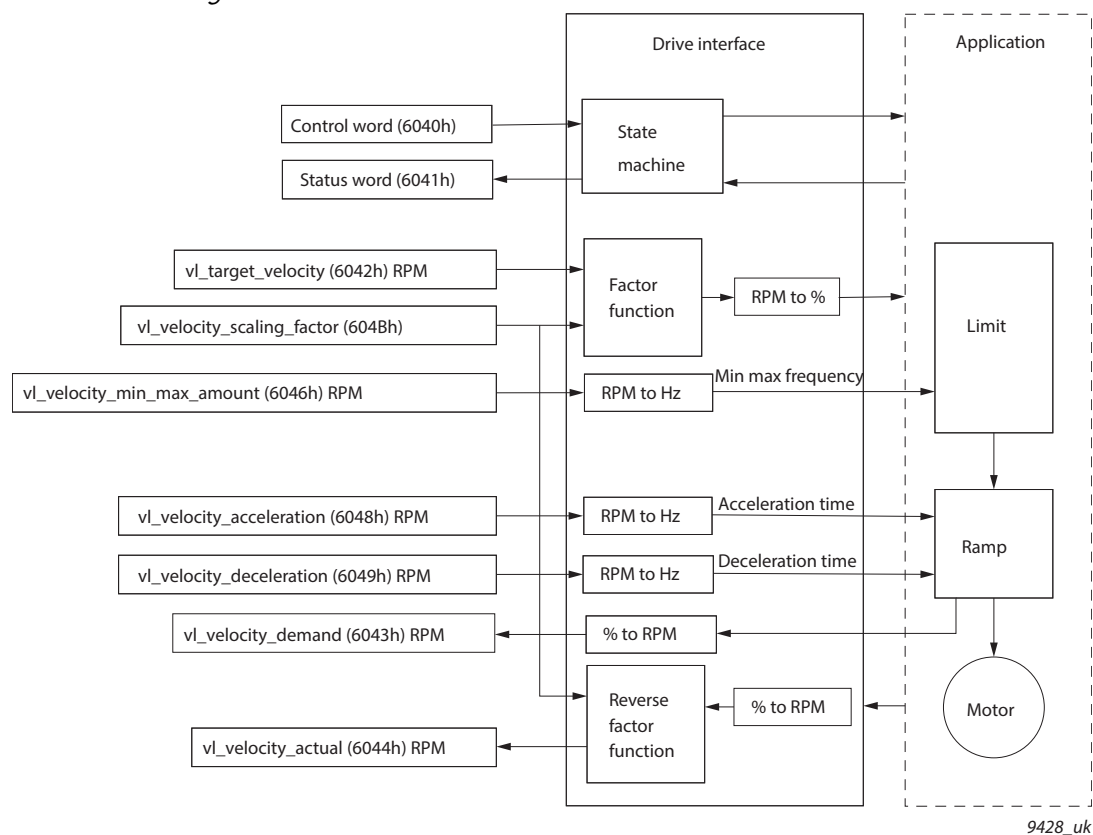 Drive interface
Application
Control word (6040h)
State
machine
Status word (6041h)
vl_target_velocity (6042h) RPM
Factor
function
RPM to %
vl_velocity_scaling_factor (604Bh)
Limit
Min max frequency
vl_velocity_min_max_amount (6046h) RPM
RPM to Hz
Acceleration time
vl_velocity_acceleration (6048h) RPM
RPM to Hz
Ramp
Deceleration time
vl_velocity_deceleration (6049h) RPM
RPM to Hz
vl_velocity_demand (6043h) RPM
% to RPM
Reverse
factor
function
% to RPM
Motor
vl_velocity_actual (6044h) RPM
9428_uk